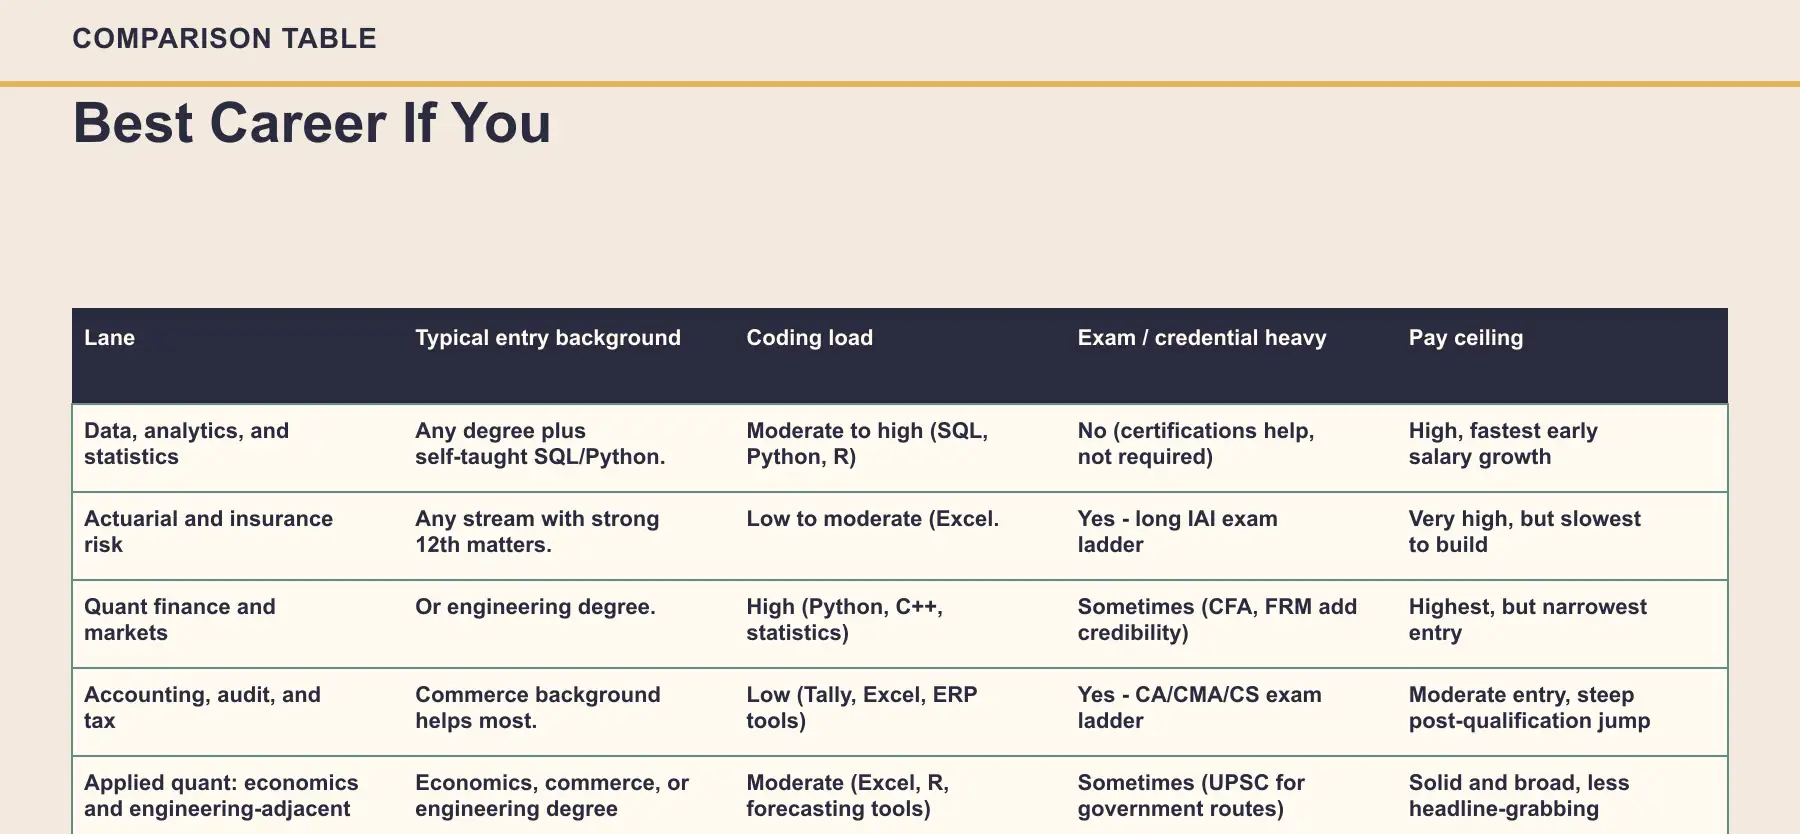 COMPARISON TABLE
Best Career If You
Lane
Typical entry background
Coding load
Exam / credential heavy
Pay ceiling
Data, analytics, and
statistics
Any degree plus
self-taught SQL/Python.
Moderate to high (SQL,
Python, R)
No (certifications help,
not required)
High, fastest early
salary growth
Actuarial and insurance
risk
Any stream with strong
12th matters.
Low to moderate (Excel.
Yes - long IAI exam
ladder
Very high, but slowest
to build
Quant finance and
markets
Or engineering degree.
High (Python, C++,
statistics)
Sometimes (CFA, FRM add
credibility)
Highest, but narrowest
entry
Accounting, audit, and
tax
Commerce background
helps most.
Low (Tally, Excel, ERP
tools)
Yes - CA/CMA/CS exam
ladder
Moderate entry, steep
post-qualification jump
Applied quant: economics
and engineering-adjacent
Economics, commerce, or
engineering degree
Moderate (Excel, R,
forecasting tools)
Sometimes (UPSC for
government routes)
Solid and broad, less
headline-grabbing